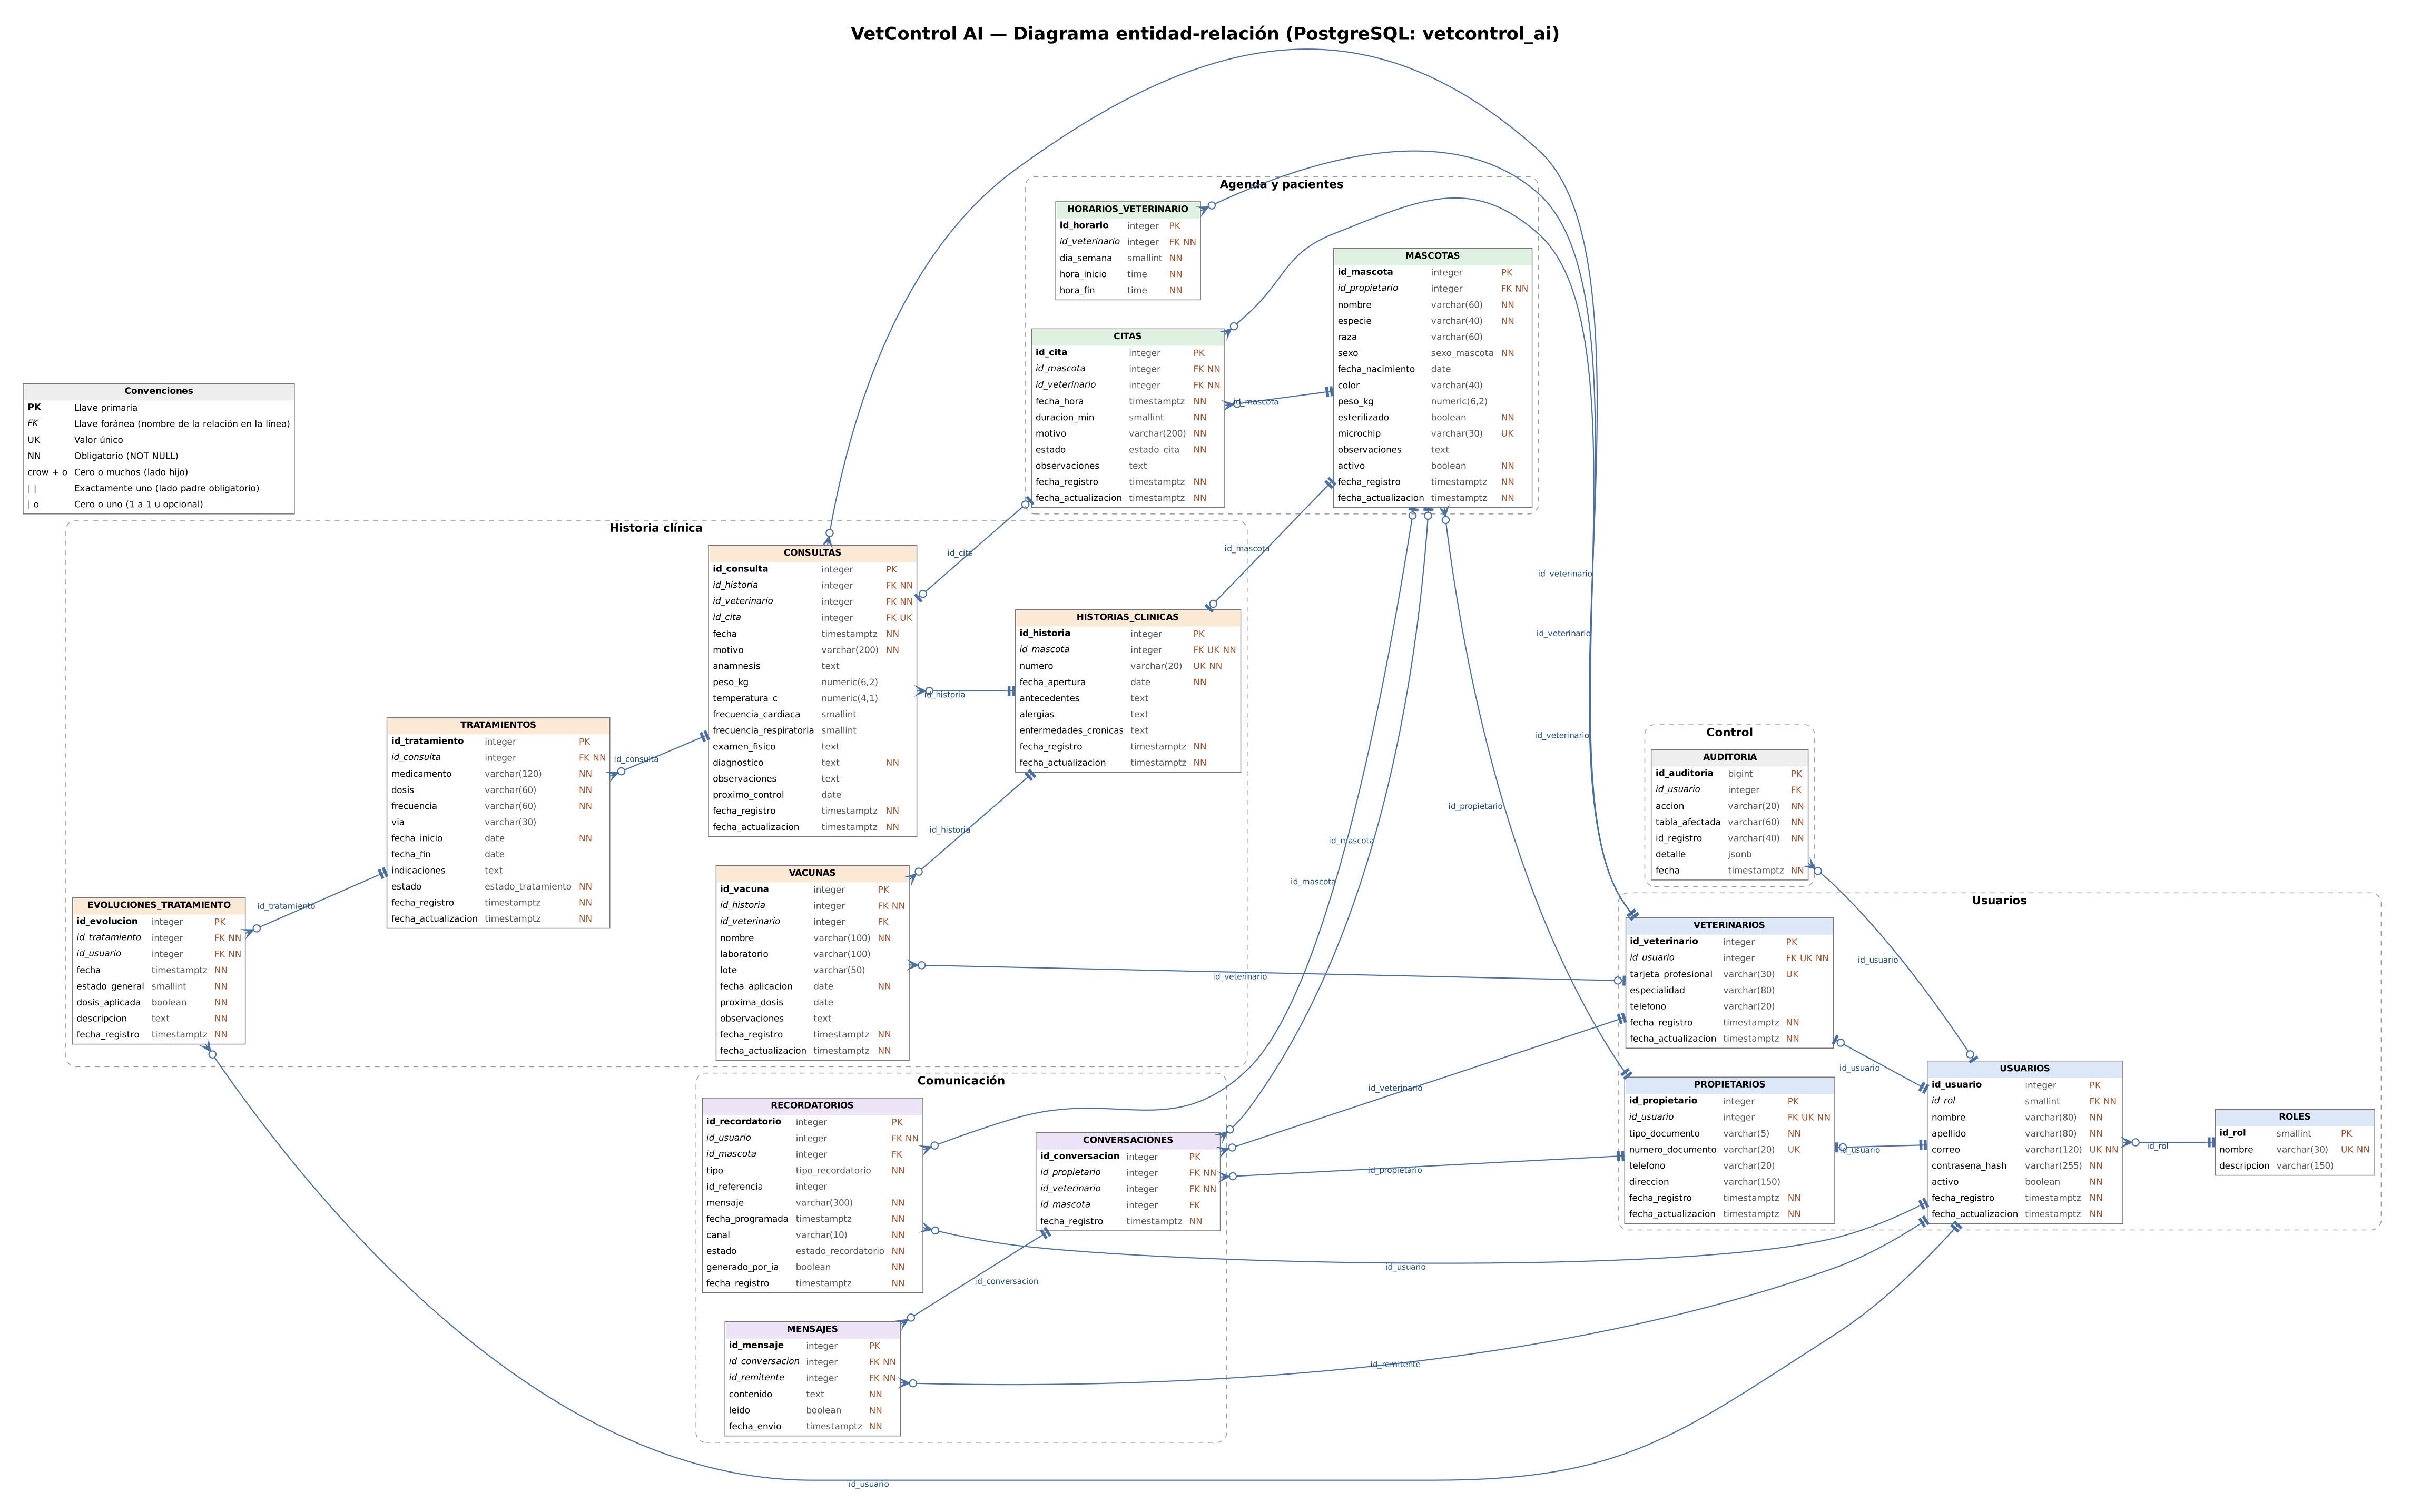 VetControl AI — Diagrama entidad-relación (PostgreSQL: vetcontrol_ai)
Agenda y pacientes
HORARIOS_VETERINARIO
id_horario integer PK
id_veterinario integer FK NN
dia_semana smallint NN
hora_inicio time NN
hora_fin time NN
MASCOTAS
id_mascota integer PK
id_propietario integer FK NN
nombre varchar(60) NN
especie varchar(40) NN
raza varchar(60)
sexo sexo_mascota NN
fecha_nacimiento date
color varchar(40)
peso_kg numeric(6,2)
esterilizado boolean NN
microchip varchar(30) UK
observaciones text
activo boolean NN
fecha_registro timestamptz NN
fecha_actualizacion timestamptz NN
CITAS
id_cita integer PK
id_mascota integer FK NN
id_veterinario integer FK NN
fecha_hora timestamptz NN
duracion_min smallint NN
motivo varchar(200) NN
estado estado_cita NN
observaciones text
fecha_registro timestamptz NN
fecha_actualizacion timestamptz NN
id_mascota
Convenciones
PK Llave primaria
FK Llave foránea (nombre de la relación en la línea)
UK Valor único
NN Obligatorio (NOT NULL)
crow + o Cero o muchos (lado hijo)
| | Exactamente uno (lado padre obligatorio)
| o Cero o uno (1 a 1 u opcional)
Historia clínica
CONSULTAS
id_consulta integer PK
id_historia integer FK NN
id_veterinario integer FK NN
id_cita integer FK UK
fecha timestamptz NN
motivo varchar(200) NN
anamnesis text
peso_kg numeric(6,2)
temperatura_c numeric(4,1)
frecuencia_cardiaca smallint
frecuencia_respiratoria smallint
examen_fisico text
diagnostico text NN
observaciones text
proximo_control date
fecha_registro timestamptz NN
fecha_actualizacion timestamptz NN
id_cita
id_mascota
id_veterinario
id_veterinario
id_veterinario
HISTORIAS_CLINICAS
id_historia integer PK
id_mascota integer FK UK NN
numero varchar(20) UK NN
fecha_apertura date NN
antecedentes text
alergias text
enfermedades_cronicas text
fecha_registro timestamptz NN
fecha_actualizacion timestamptz NN
id_historia
TRATAMIENTOS
id_tratamiento integer PK
id_consulta integer FK NN
medicamento varchar(120) NN
dosis varchar(60) NN
frecuencia varchar(60) NN
via varchar(30)
fecha_inicio date NN
fecha_fin date
indicaciones text
estado estado_tratamiento NN
fecha_registro timestamptz NN
fecha_actualizacion timestamptz NN
id_consulta
id_historia
id_propietario
id_mascota
id_mascota
Control
AUDITORIA
id_auditoria bigint PK
id_usuario integer FK
accion varchar(20) NN
tabla_afectada varchar(60) NN
id_registro varchar(40) NN
detalle jsonb
fecha timestamptz NN
VACUNAS
id_vacuna integer PK
id_historia integer FK NN
id_veterinario integer FK
nombre varchar(100) NN
laboratorio varchar(100)
lote varchar(50)
fecha_aplicacion date NN
proxima_dosis date
observaciones text
fecha_registro timestamptz NN
fecha_actualizacion timestamptz NN
EVOLUCIONES_TRATAMIENTO
id_evolucion integer PK
id_tratamiento integer FK NN
id_usuario integer FK NN
fecha timestamptz NN
estado_general smallint NN
dosis_aplicada boolean NN
descripcion text NN
fecha_registro timestamptz NN
id_tratamiento
id_veterinario
Usuarios
VETERINARIOS
id_veterinario integer PK
id_usuario integer FK UK NN
tarjeta_profesional varchar(30) UK
especialidad varchar(80)
telefono varchar(20)
fecha_registro timestamptz NN
fecha_actualizacion timestamptz NN
id_usuario
id_usuario
PROPIETARIOS
id_propietario integer PK
id_usuario integer FK UK NN
tipo_documento varchar(5) NN
numero_documento varchar(20) UK
telefono varchar(20)
direccion varchar(150)
fecha_registro timestamptz NN
fecha_actualizacion timestamptz NN
id_usuario
USUARIOS
id_usuario integer PK
id_rol smallint FK NN
nombre varchar(80) NN
apellido varchar(80) NN
correo varchar(120) UK NN
contrasena_hash varchar(255) NN
activo boolean NN
fecha_registro timestamptz NN
fecha_actualizacion timestamptz NN
id_rol
ROLES
id_rol smallint PK
nombre varchar(30) UK NN
descripcion varchar(150)
Comunicación
RECORDATORIOS
id_recordatorio integer PK
id_usuario integer FK NN
id_mascota integer FK
tipo tipo_recordatorio NN
id_referencia integer
mensaje varchar(300) NN
fecha_programada timestamptz NN
canal varchar(10) NN
estado estado_recordatorio NN
generado_por_ia boolean NN
fecha_registro timestamptz NN
CONVERSACIONES
id_conversacion integer PK
id_propietario integer FK NN
id_veterinario integer FK NN
id_mascota integer FK
fecha_registro timestamptz NN
id_veterinario
id_propietario
id_usuario
id_conversacion
MENSAJES
id_mensaje integer PK
id_conversacion integer FK NN
id_remitente integer FK NN
contenido text NN
leido boolean NN
fecha_envio timestamptz NN
id_remitente
id_usuario